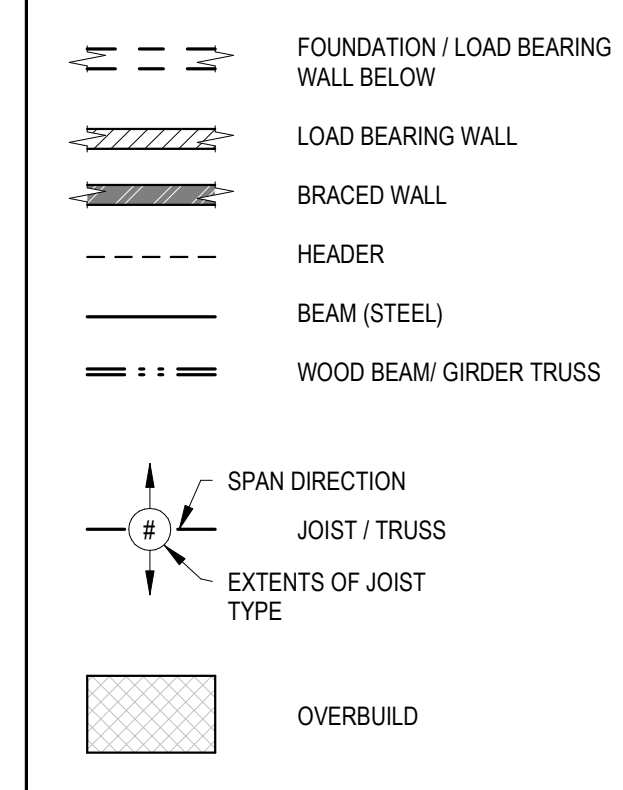 FOUNDATION / LOAD BEARING
WALL BELOW
LOAD BEARING WALL
BRACED WALL
HEADER
BEAM (STEEL)
WOOD BEAM/ GIRDER TRUSS
SPAN DIRECTION
#
JOIST / TRUSS
EXTENTS OF JOIST
TYPE
OVERBUILD